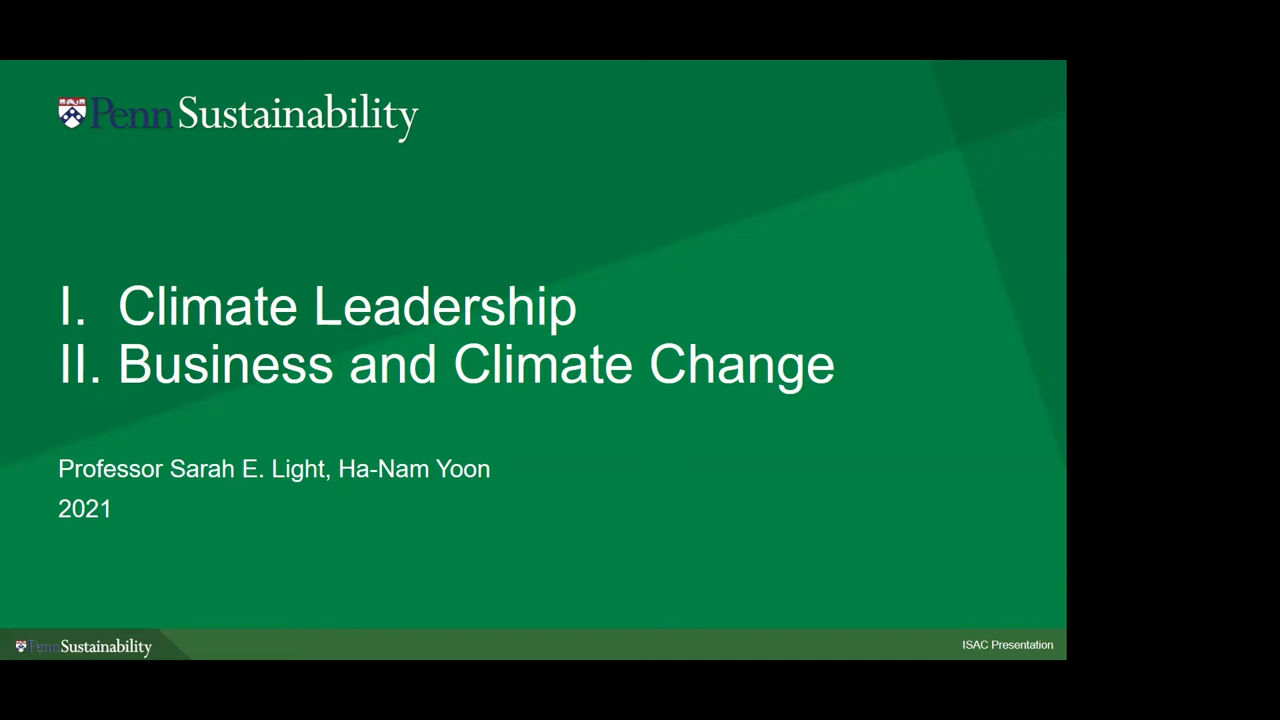 Penn Sustainability
I. Climate Leadership
II. Business and Climate Change
Professor Sarah E. Light, Ha-Nam Yoon
2021
Penn Sustainability
ISAC Presentation